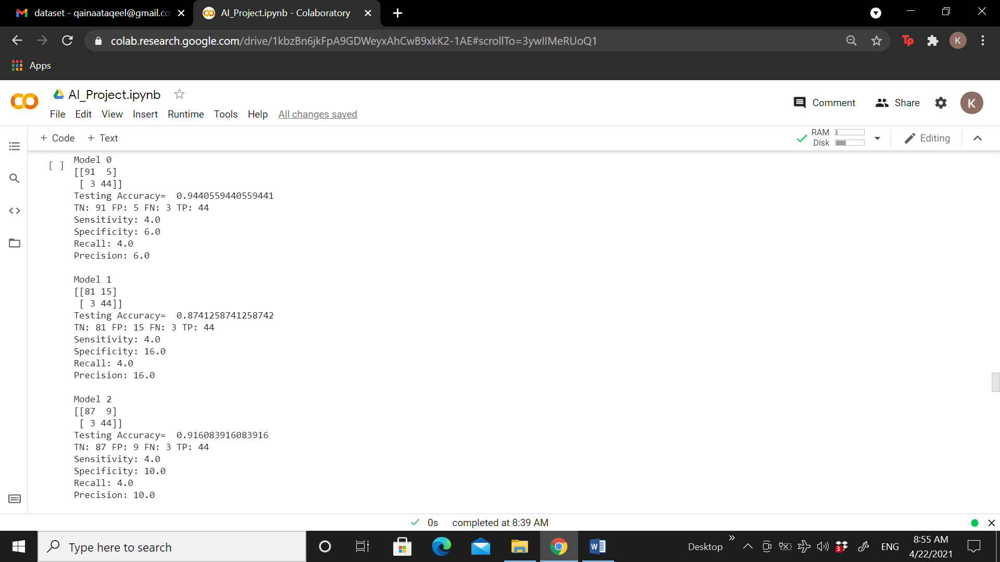 dataset - qainaataqeel@gmail.co
AI_Project.ipynb - Colaboratory
colab.research.google.com/drive/1kbzBn6jkFpA9GDWeyxAhCwB9xkK2-1AE#scrollTo=3ywIIMeRUoQ1
Tp
K
Apps
AI_Project.ipynb
File Edit View Insert Runtime Tools Help All changes saved
Comment
Share
K
+ Code + Text
RAM
Disk
Editing
[ ]
Model 0
[[91  5]
 [ 3 44]]
Testing Accuracy=  0.9440559440559441
TN: 91 FP: 5 FN: 3 TP: 44
Sensitivity: 4.0
Specificity: 6.0
Recall: 4.0
Precision: 6.0
Model 1
[[81 15]
 [ 3 44]]
Testing Accuracy=  0.8741258741258742
TN: 81 FP: 15 FN: 3 TP: 44
Sensitivity: 4.0
Specificity: 16.0
Recall: 4.0
Precision: 16.0
Model 2
[[87  9]
 [ 3 44]]
Testing Accuracy=  0.916083916083916
TN: 87 FP: 9 FN: 3 TP: 44
Sensitivity: 4.0
Specificity: 10.0
Recall: 4.0
Precision: 10.0
0s completed at 8:39 AM
Type here to search
W
Desktop
3
ENG
8:55 AM
4/22/2021